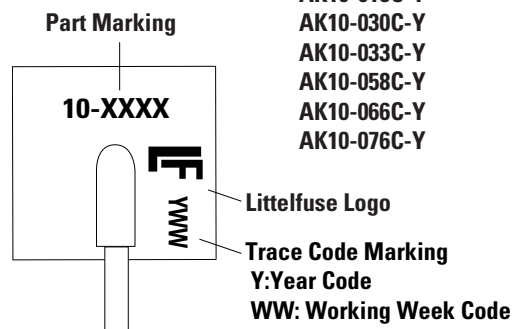 Part Marking
AK10-030C-Y
AK10-033C-Y
AK10-058C-Y
AK10-066C-Y
AK10-076C-Y
10-XXXX
LF
YWW
Littelfuse Logo
Trace Code Marking
Y:Year Code
WW: Working Week Code